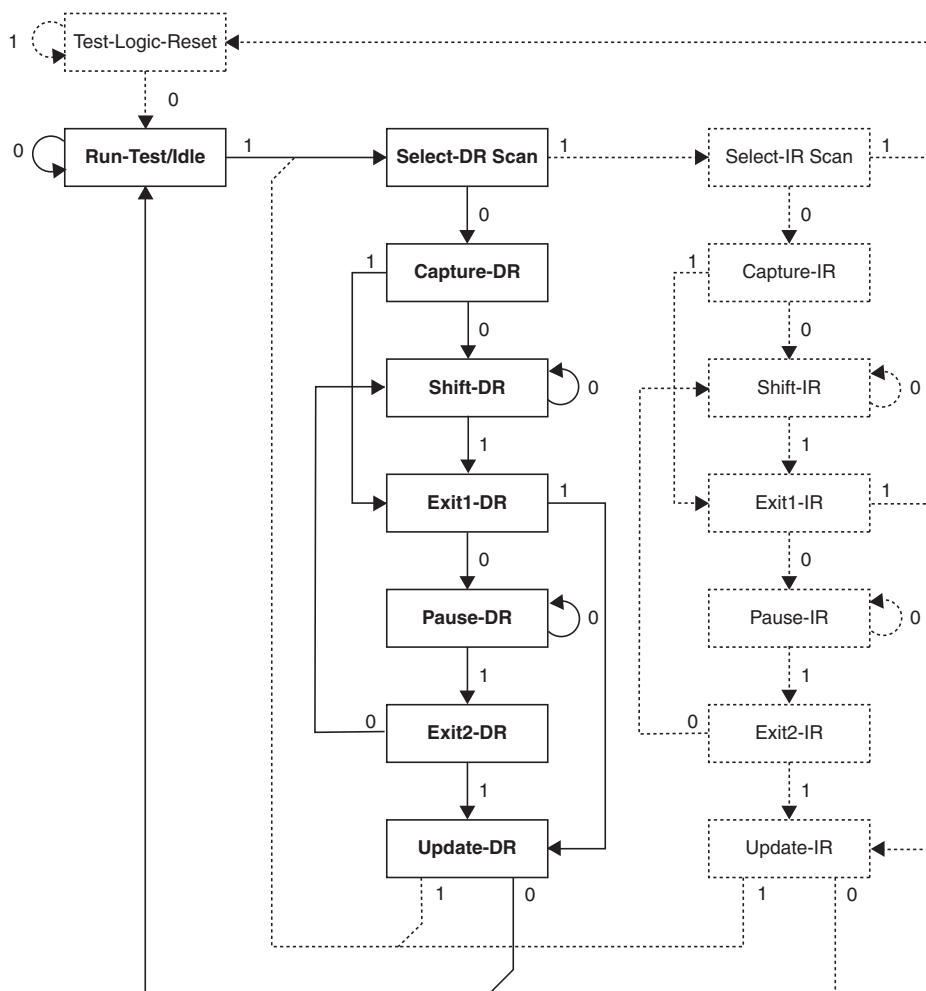 1
Test-Logic-Reset
0
0
Run-Test/Idle
1
Select-DR Scan
1
Select-IR Scan
1
0
0
1
Capture-DR
1
Capture-IR
0
0
Shift-DR
0
Shift-IR
0
1
1
Exit1-DR
1
Exit1-IR
1
0
0
Pause-DR
0
Pause-IR
0
1
1
0
Exit2-DR
0
Exit2-IR
1
1
Update-DR
Update-IR
1
0
1
0